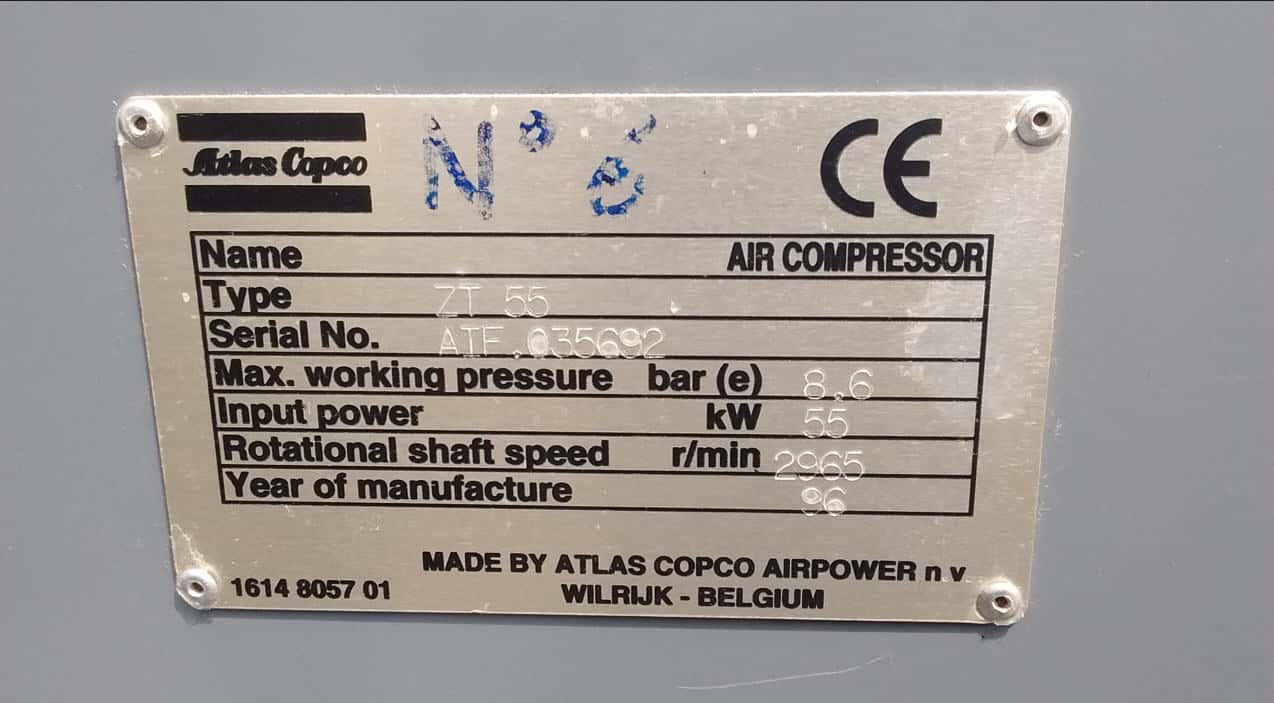 Atlas Copco N° 6 CE
Name AIR COMPRESSOR
Type ZT 55
Serial No. AIF.035692
Max. working pressure bar (e) 8.6
Input power kW 55
Rotational shaft speed r/min 2965
Year of manufacture 96
MADE BY ATLAS COPCO AIRPOWER n v
1614 8057 01 WILRIJK - BELGIUM